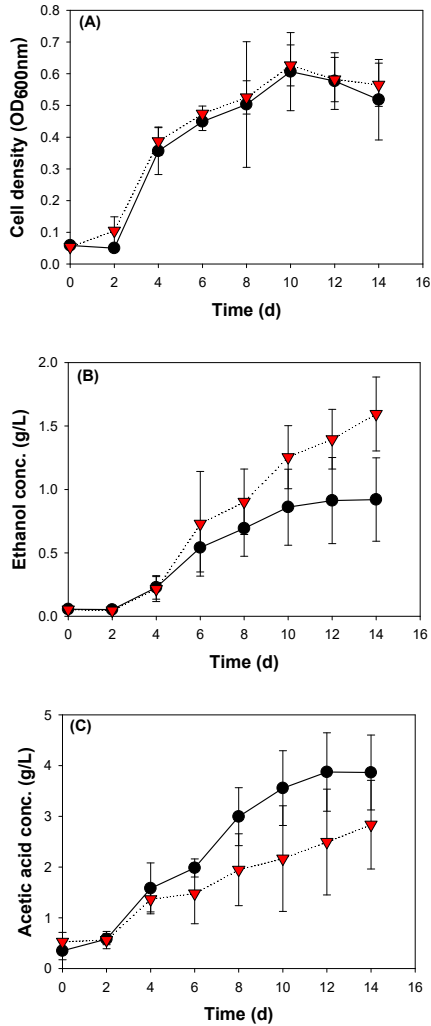 (A)
Cell density (OD600nm)
0.8
0.7
0.6
0.5
0.4
0.3
0.2
0.1
0.0
0 2 4 6 8 10 12 14 16
Time (d)
(B)
Ethanol conc. (g/L)
2.0
1.5
1.0
0.5
0.0
0 2 4 6 8 10 12 14 16
Time (d)
(C)
Acetic acid conc. (g/L)
5
4
3
2
1
0
0 2 4 6 8 10 12 14 16
Time (d)